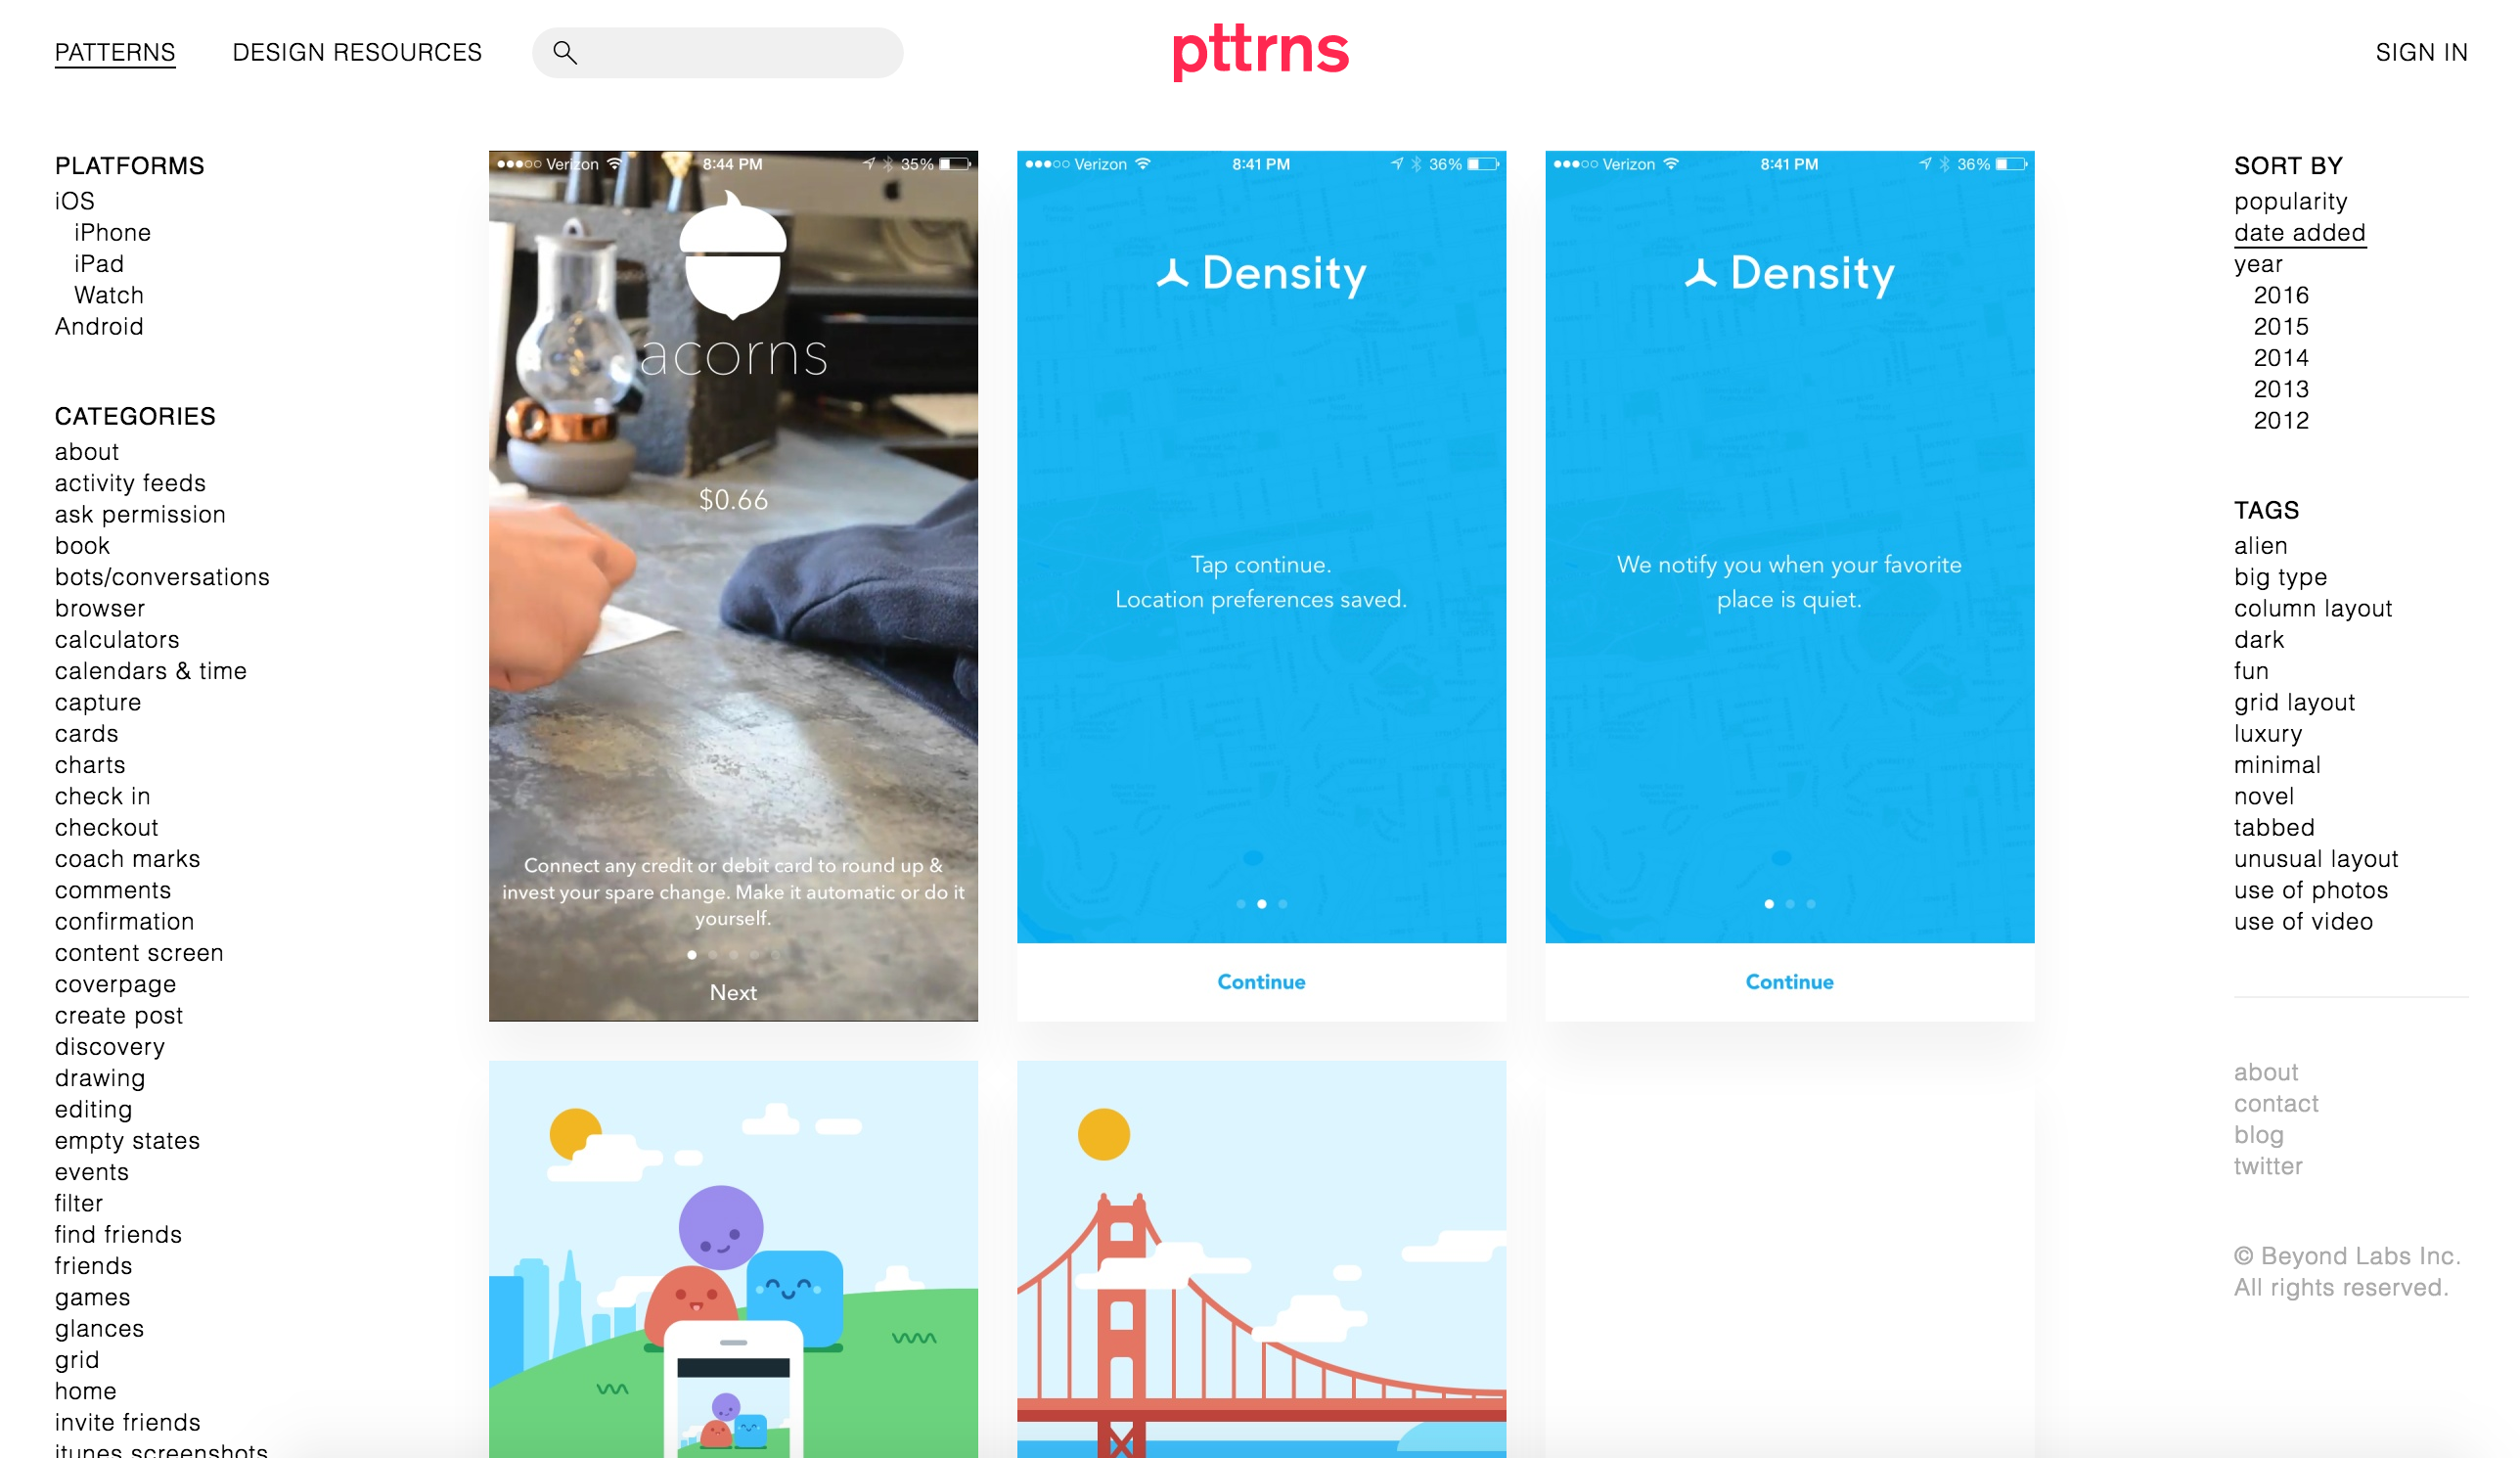 PATTERNS
DESIGN RESOURCES
pttrns
SIGN IN
PLATFORMS
iOS
iPhone
iPad
Watch
Android
CATEGORIES
about
activity feeds
ask permission
book
bots/conversations
browser
calculators
calendars & time
capture
cards
charts
check in
checkout
coach marks
comments
confirmation
content screen
coverpage
create post
discovery
drawing
editing
empty states
events
filter
find friends
friends
games
glances
grid
home
invite friends
itunes screenshots
Verizon 8:44 PM 35%
acorns
$0.66
Connect any credit or debit card to round up &
invest your spare change. Make it automatic or do it
yourself.
Next
Verizon 8:41 PM 36%
Density
Tap continue.
Location preferences saved.
Continue
Verizon 8:41 PM 36%
Density
We notify you when your favorite
place is quiet.
Continue
SORT BY
popularity
date added
year
2016
2015
2014
2013
2012
TAGS
alien
big type
column layout
dark
fun
grid layout
luxury
minimal
novel
tabbed
unusual layout
use of photos
use of video
about
contact
blog
twitter
© Beyond Labs Inc.
All rights reserved.